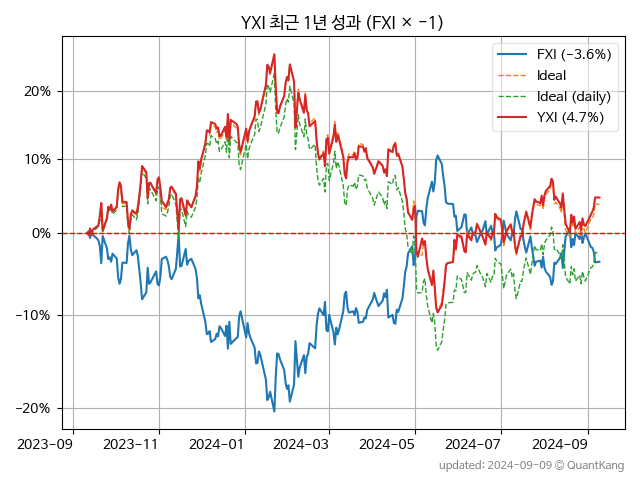 YXI 최근 1년 성과 (FXI × −1)
FXI (−3.6%)
Ideal
Ideal (daily)
YXI (4.7%)
20%
10%
0%
−10%
−20%
2023-09
2023-11
2024-01
2024-03
2024-05
2024-07
2024-09
updated: 2024-09-09 © QuantKang